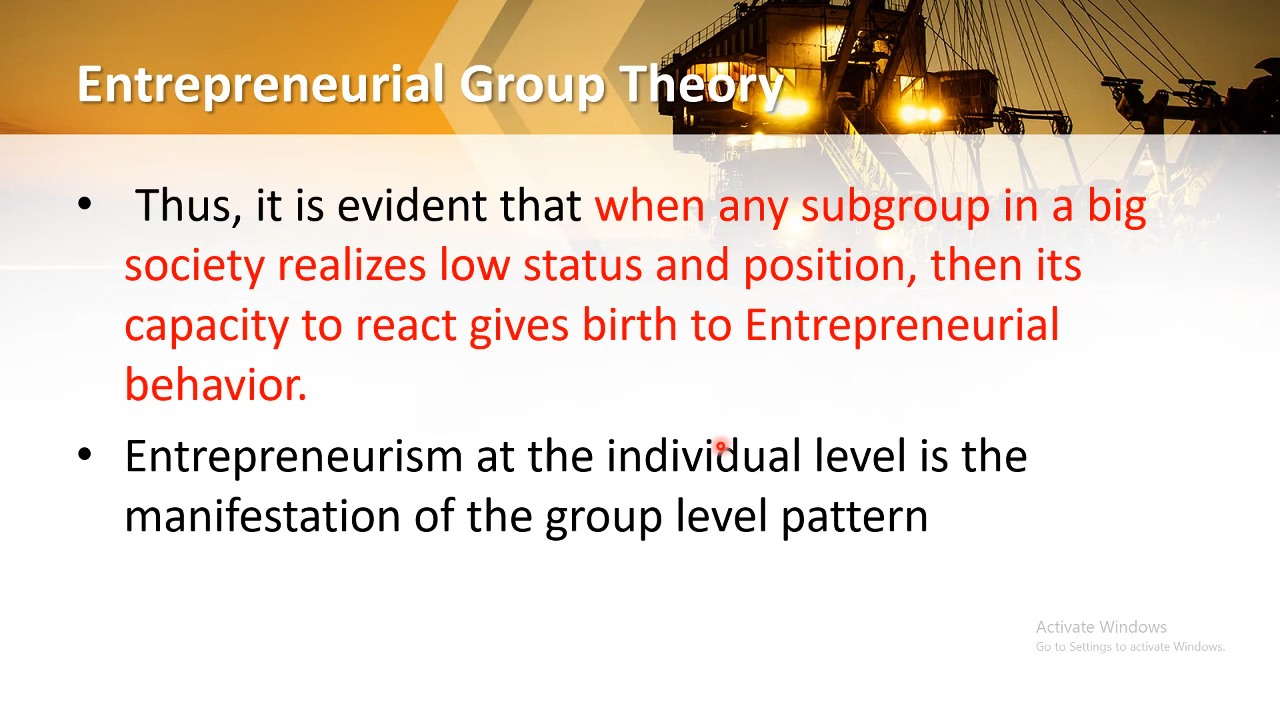 Entrepreneurial Group Theory
• Thus, it is evident that when any subgroup in a big
society realizes low status and position, then its
capacity to react gives birth to Entrepreneurial
behavior.
• Entrepreneurism at the individual level is the
manifestation of the group level pattern
Activate Windows
Go to Settings to activate Windows.